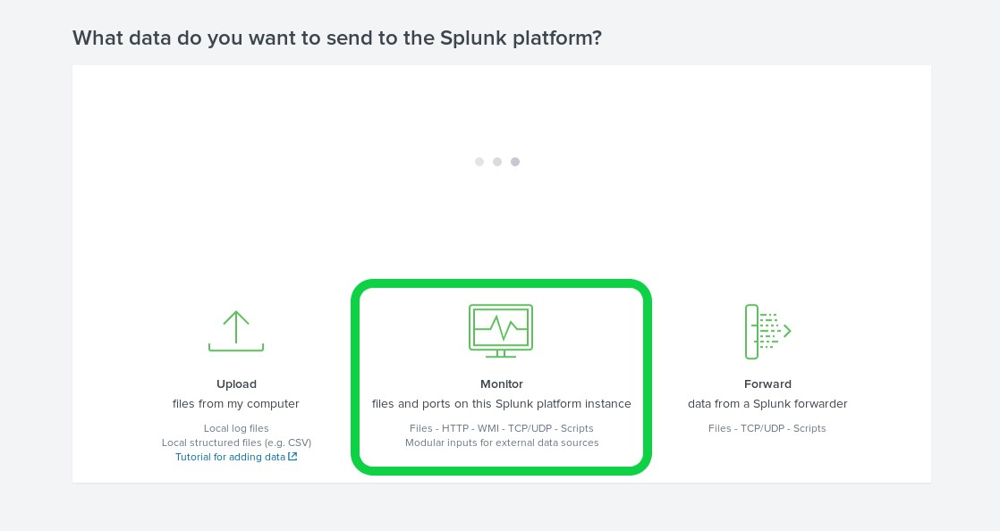 What data do you want to send to the Splunk platform?
Upload
files from my computer
Local log files
Local structured files (e.g. CSV)
Tutorial for adding data
Monitor
files and ports on this Splunk platform instance
Files - HTTP - WMI - TCP/UDP - Scripts
Modular inputs for external data sources
Forward
data from a Splunk forwarder
Files - TCP/UDP - Scripts